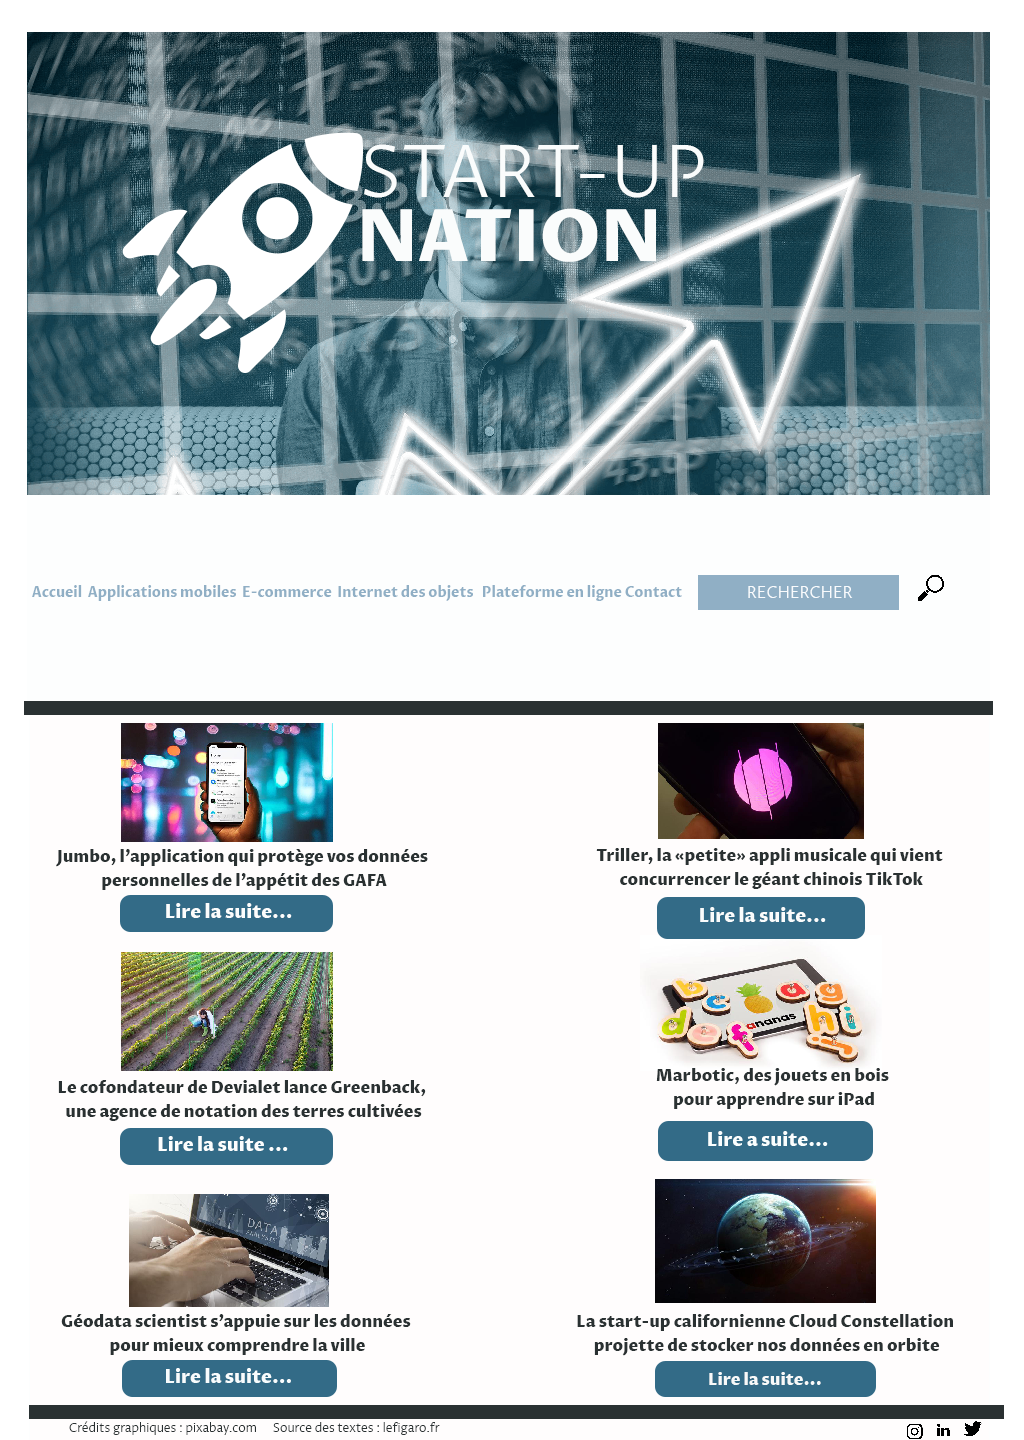 START-UP
NATION
Accueil Applications mobiles E-commerce Internet des objets Plateforme en ligne Contact RECHERCHER
Jumbo, l'application qui protège vos données
personnelles de l'appétit des GAFA
Lire la suite...
Triller, la «petite» appli musicale qui vient
concurrencer le géant chinois TikTok
Lire la suite...
ananas
Le cofondateur de Devialet lance Greenback,
une agence de notation des terres cultivées
Lire la suite ...
Marbotic, des jouets en bois
pour apprendre sur iPad
Lire a suite...
DATA
Géodata scientist s'appuie sur les données
pour mieux comprendre la ville
Lire la suite...
La start-up californienne Cloud Constellation
projette de stocker nos données en orbite
Lire la suite...
Crédits graphiques : pixabay.com Source des textes : lefigaro.fr
in